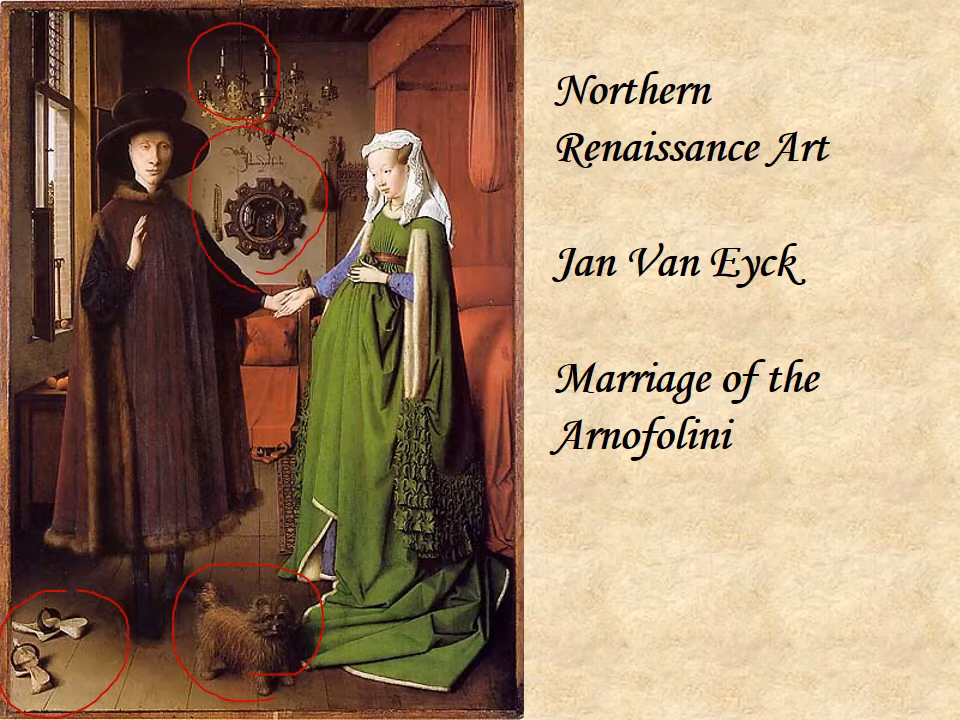 Northern
Renaissance Art
Jan Van Eyck
Marriage of the
Arnofolini